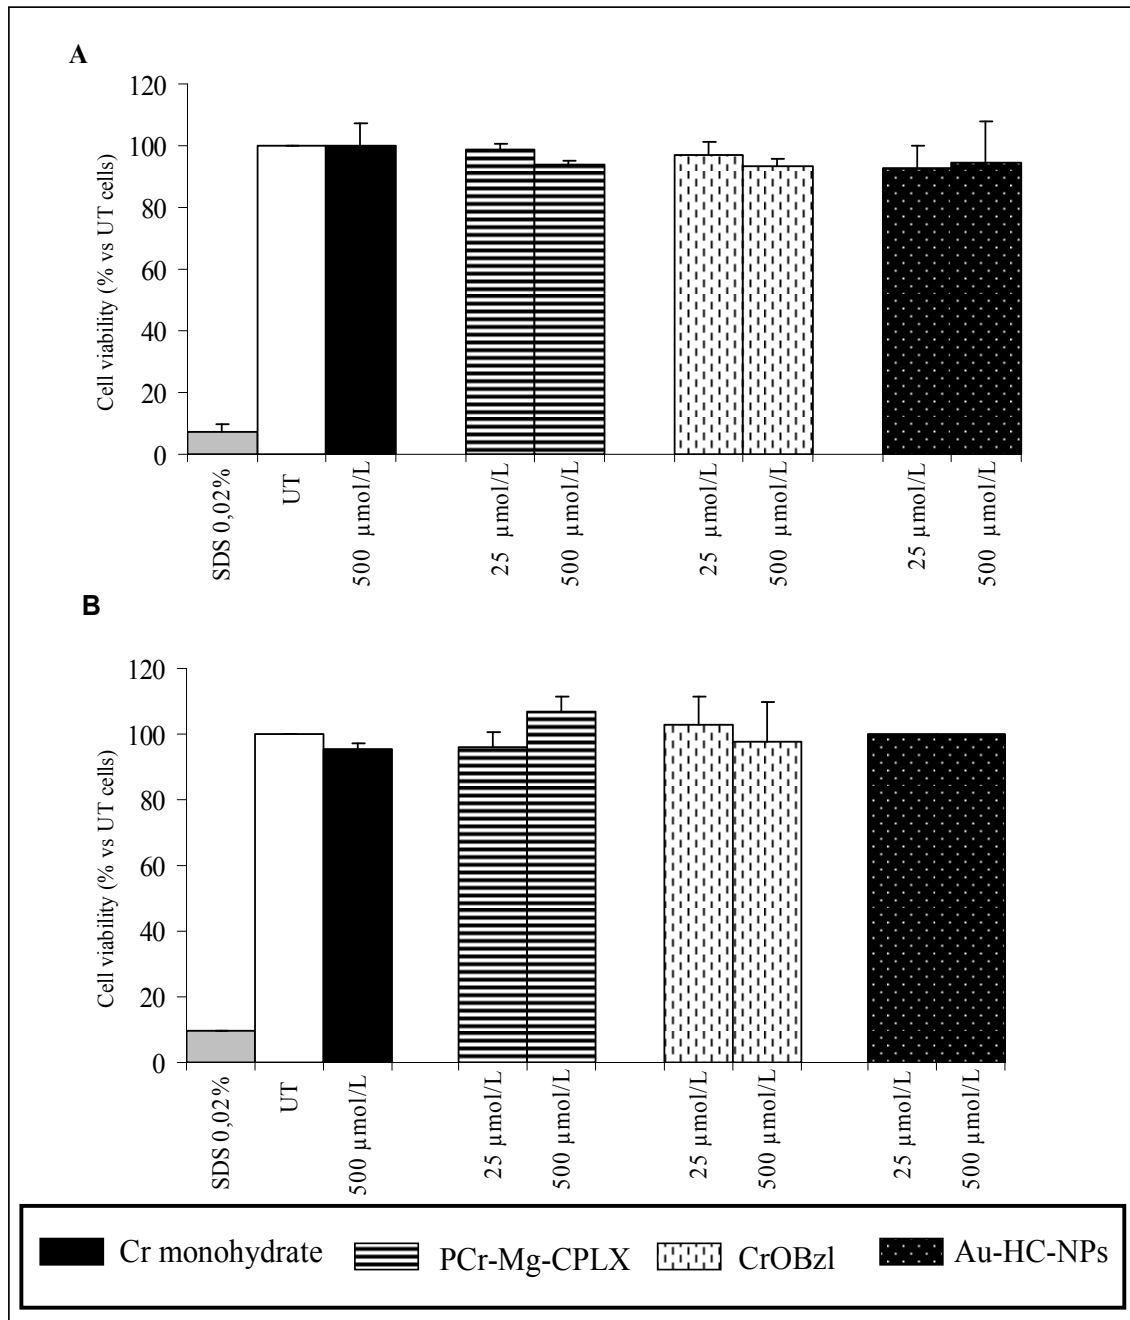 A
120
100
80
60
40
20
0
Cell viability (% vs UT cells)
SDS 0,02%
UT
500 µmol/L
25 µmol/L
500 µmol/L
25 µmol/L
500 µmol/L
25 µmol/L
500 µmol/L
B
120
100
80
60
40
20
0
Cell viability (% vs UT cells)
SDS 0,02%
UT
500 µmol/L
25 µmol/L
500 µmol/L
25 µmol/L
500 µmol/L
25 µmol/L
500 µmol/L
Cr monohydrate PCr-Mg-CPLX CrOBzl Au-HC-NPs